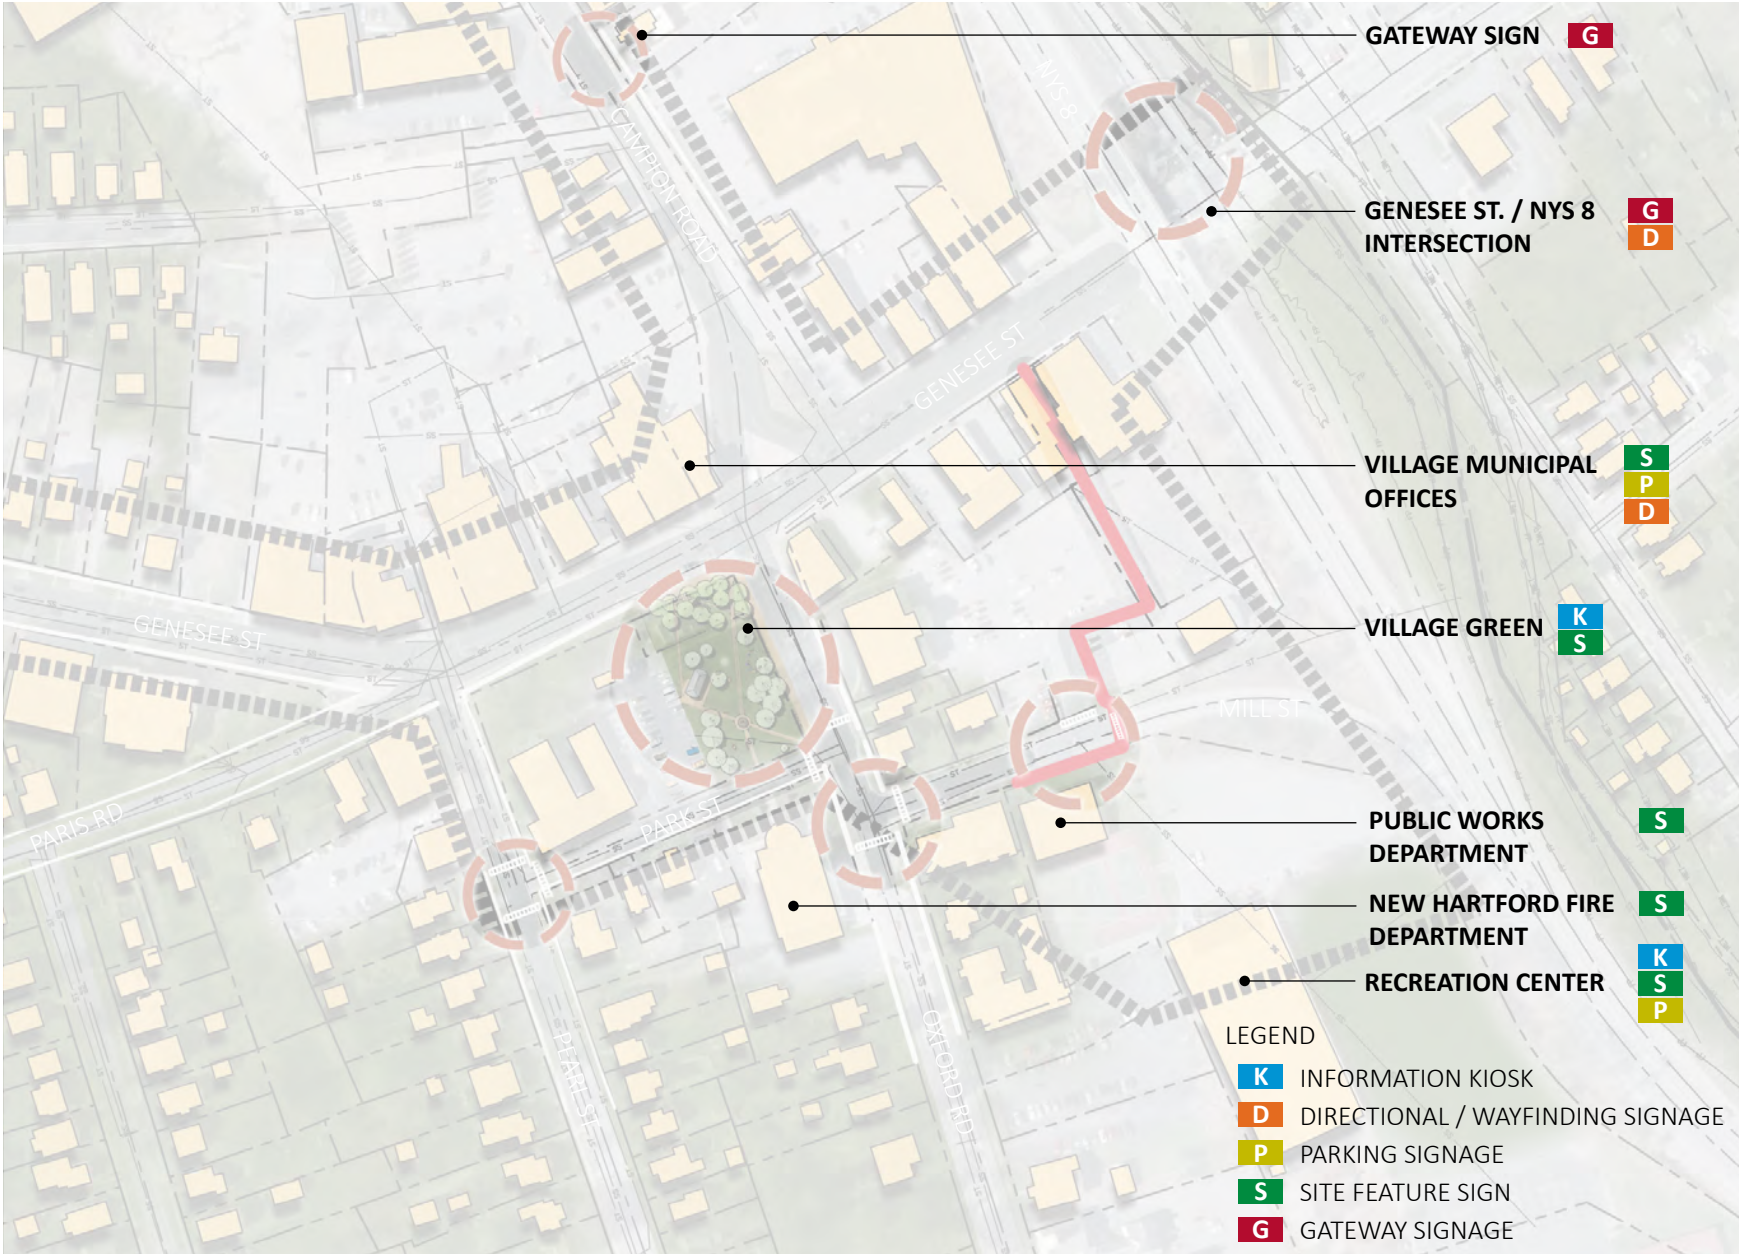 GATEWAY SIGN G
NYS 8
CAMPION ROAD
GENESEE ST. / NYS 8 G
INTERSECTION D
GENESEE ST
VILLAGE MUNICIPAL S
OFFICES P
D
VILLAGE GREEN K
S
GENESEE ST
MILL ST
PARIS RD
PARK ST
PUBLIC WORKS S
DEPARTMENT
NEW HARTFORD FIRE S
DEPARTMENT
RECREATION CENTER K
S
P
PEARL ST
OXFORD RD
LEGEND
K INFORMATION KIOSK
D DIRECTIONAL / WAYFINDING SIGNAGE
P PARKING SIGNAGE
S SITE FEATURE SIGN
G GATEWAY SIGNAGE